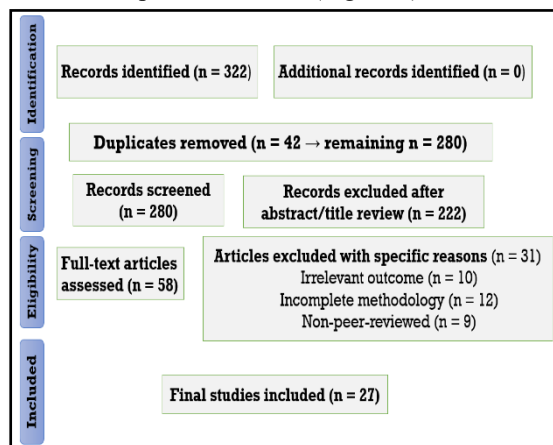 Identification
Records identified (n = 322)
Additional records identified (n = 0)
Duplicates removed (n = 42 → remaining n = 280)
Screening
Records screened
(n = 280)
Records excluded after
abstract/title review (n = 222)
Eligibility
Full-text articles
assessed (n = 58)
Articles excluded with specific reasons (n = 31)
Irrelevant outcome (n = 10)
Incomplete methodology (n = 12)
Non-peer-reviewed (n = 9)
Included
Final studies included (n = 27)